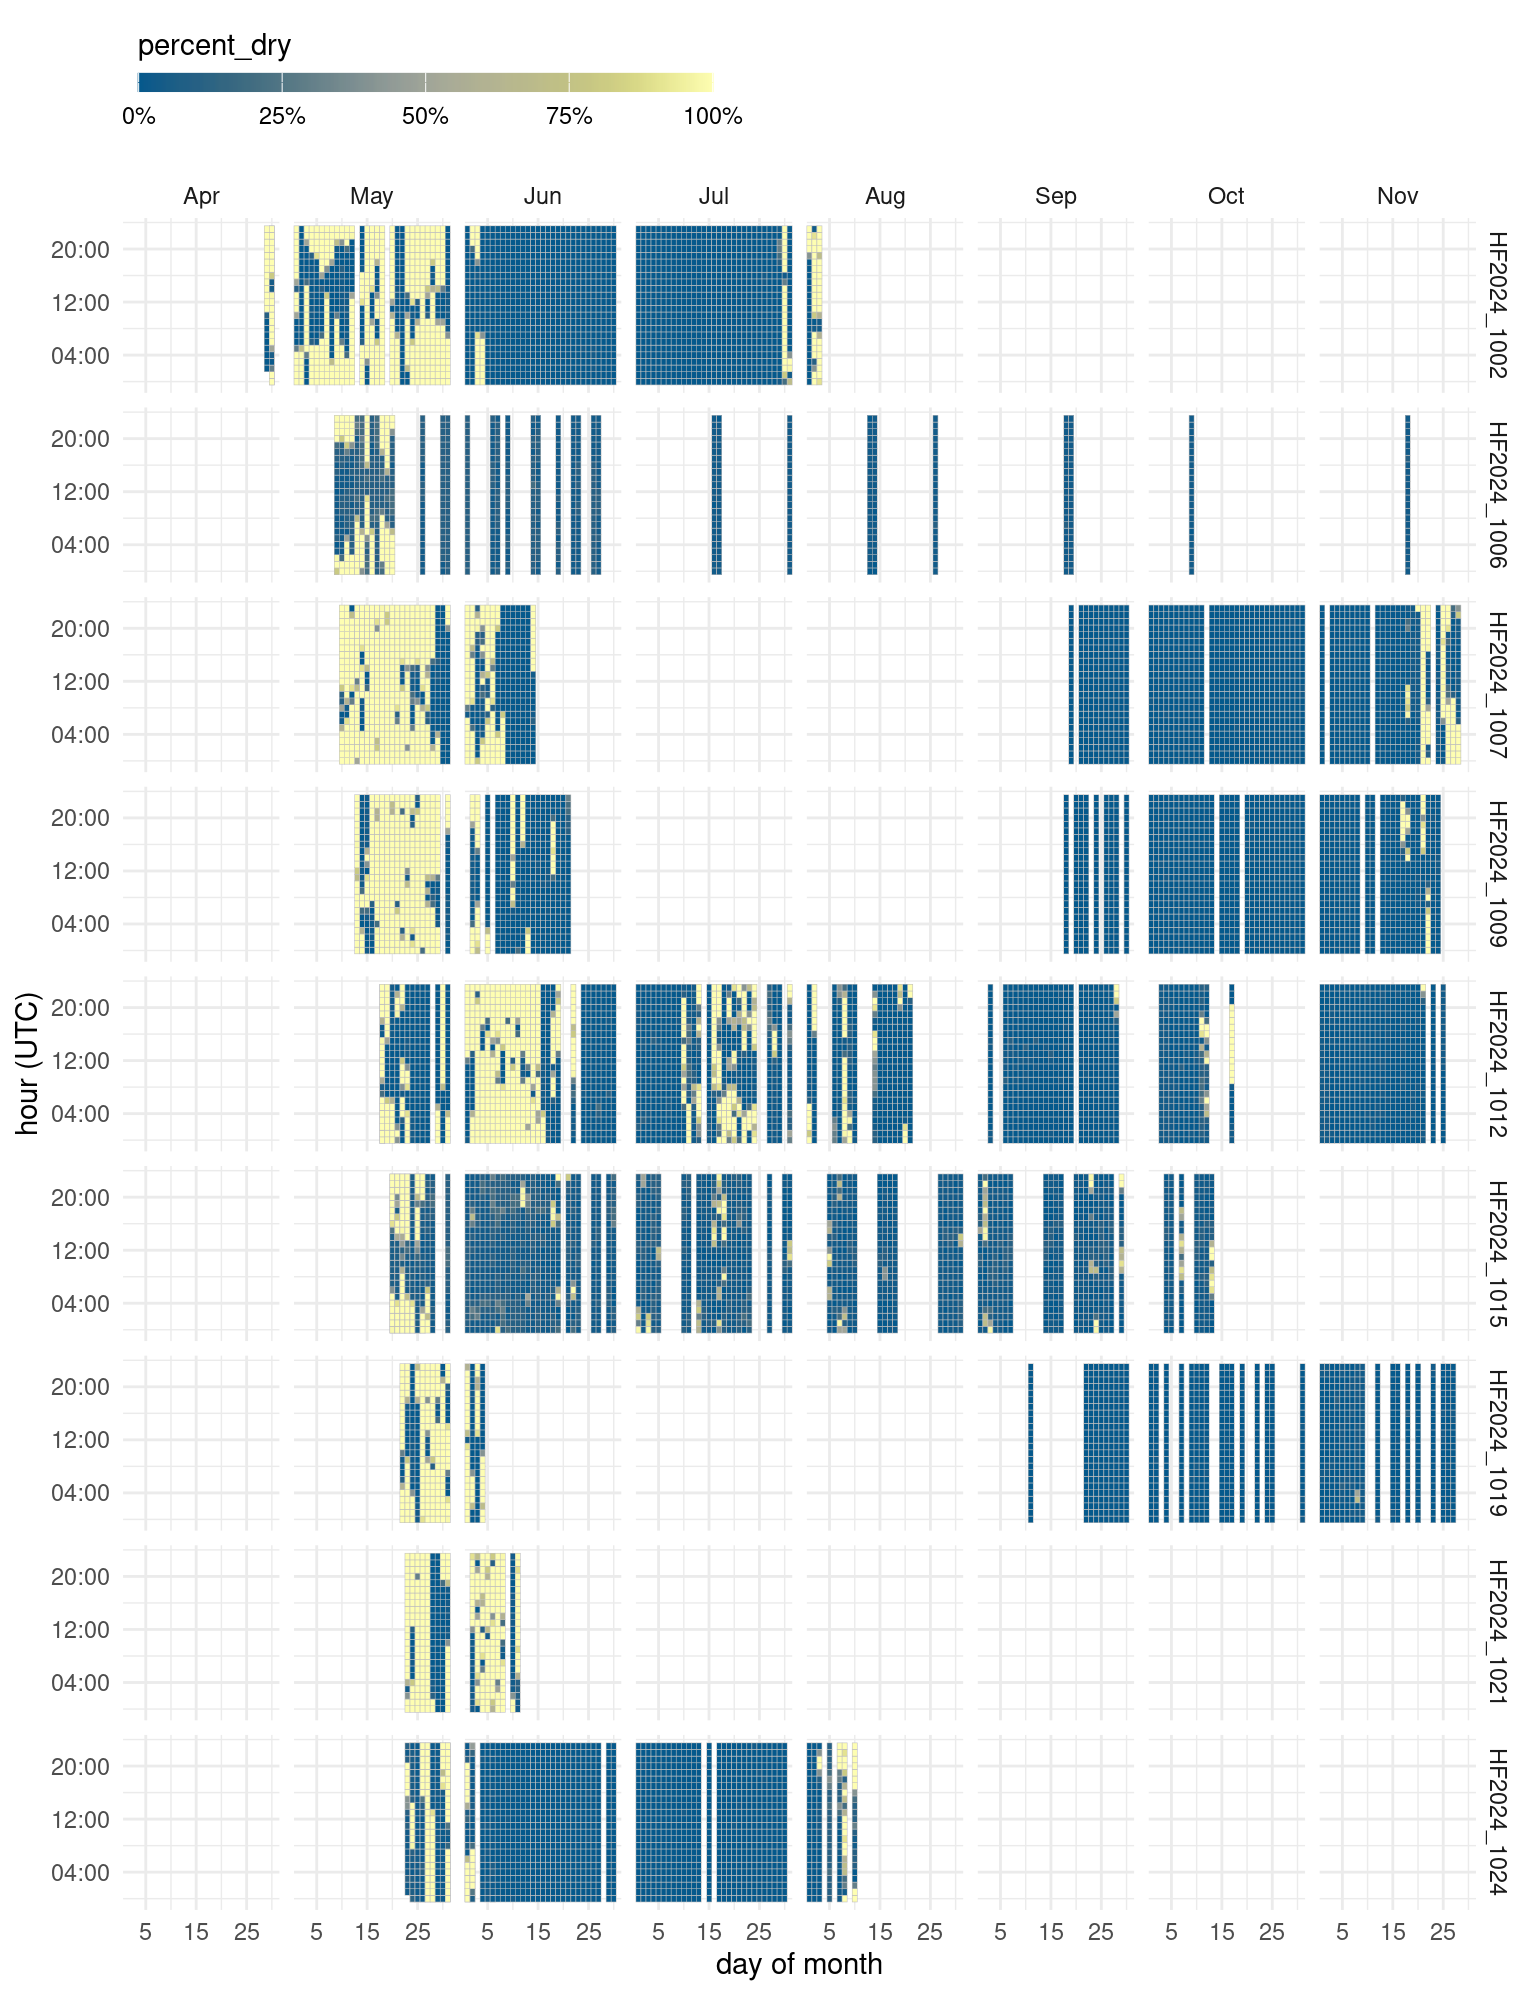 percent_dry
0% 25% 50% 75% 100%
Apr May Jun Jul Aug Sep Oct Nov
20:00
12:00
04:00
HF2024_1002
20:00
12:00
04:00
HF2024_1006
20:00
12:00
04:00
HF2024_1007
20:00
12:00
04:00
HF2024_1009
hour (UTC)
20:00
12:00
04:00
HF2024_1012
20:00
12:00
04:00
HF2024_1015
20:00
12:00
04:00
HF2024_1019
20:00
12:00
04:00
HF2024_1021
20:00
12:00
04:00
HF2024_1024
5 15 25 5 15 25 5 15 25 5 15 25 5 15 25 5 15 25 5 15 25 5 15 25
day of month